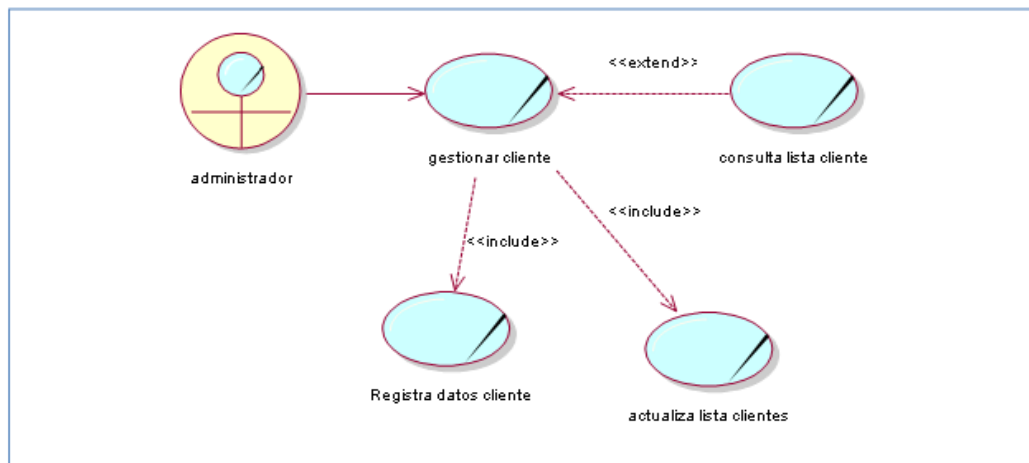 <<extend>>
gestionar cliente
consulta lista cliente
administrador
<<include>>
<<include>>
Registra datos cliente
actualiza lista clientes